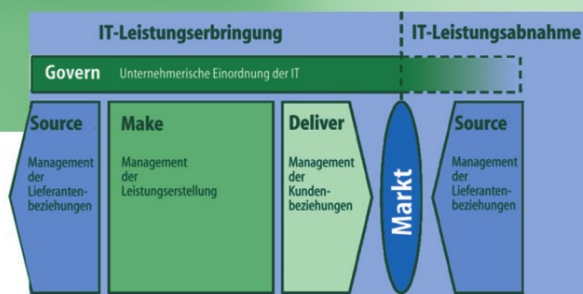 IT-Leistungserbringung
IT-Leistungsabnahme
Govern Unternehmerische Einordnung der IT
Source
Management
der
Lieferanten-
beziehungen
Make
Management
der
Leistungserstellung
Deliver
Management
der
Kunden-
beziehungen
Markt
Source
Management
der
Lieferanten-
beziehungen